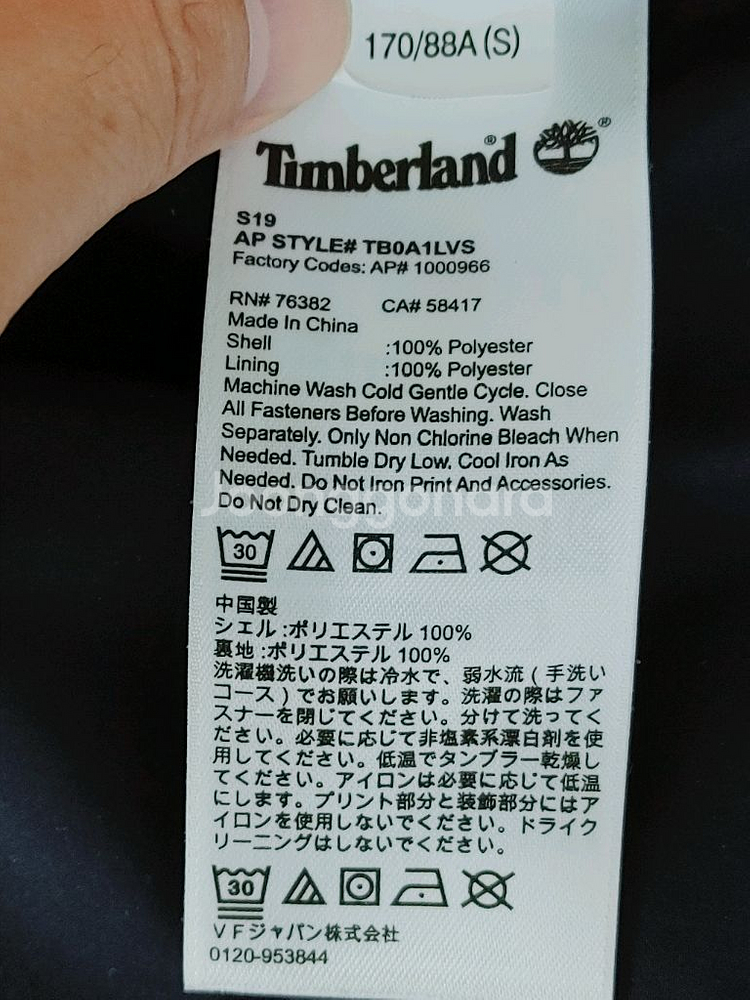 170/88A (S)
Timberland®
®
S19
AP STYLE# TB0A1LVS
Factory Codes: AP# 1000966
RN# 76382 CA# 58417
Made In China
Shell :100% Polyester
Lining :100% Polyester
Machine Wash Cold Gentle Cycle. Close
All Fasteners Before Washing. Wash
Separately. Only Non Chlorine Bleach When
Needed. Tumble Dry Low. Cool Iron As
Needed. Do Not Iron Print And Accessories.
Joonggonara
Do Not Dry Clean.
30
中国製
シェル :ポリエステル 100%
裏地 :ポリエステル 100%
洗濯機洗いの際は冷水で、弱水流 ( 手洗い
コース ) でお願いします。洗濯の際はファ
スナーを閉じてください。分けて洗ってく
ださい。必要に応じて非塩素系漂白剤を使
用してください。低温でタンブラー乾燥し
てください。アイロンは必要に応じて低温
にします。プリント部分と装飾部分にはア
イロンを使用しないでください。ドライク
リーニングはしないでください。
30
ＶＦジャパン株式会社
0120-953844